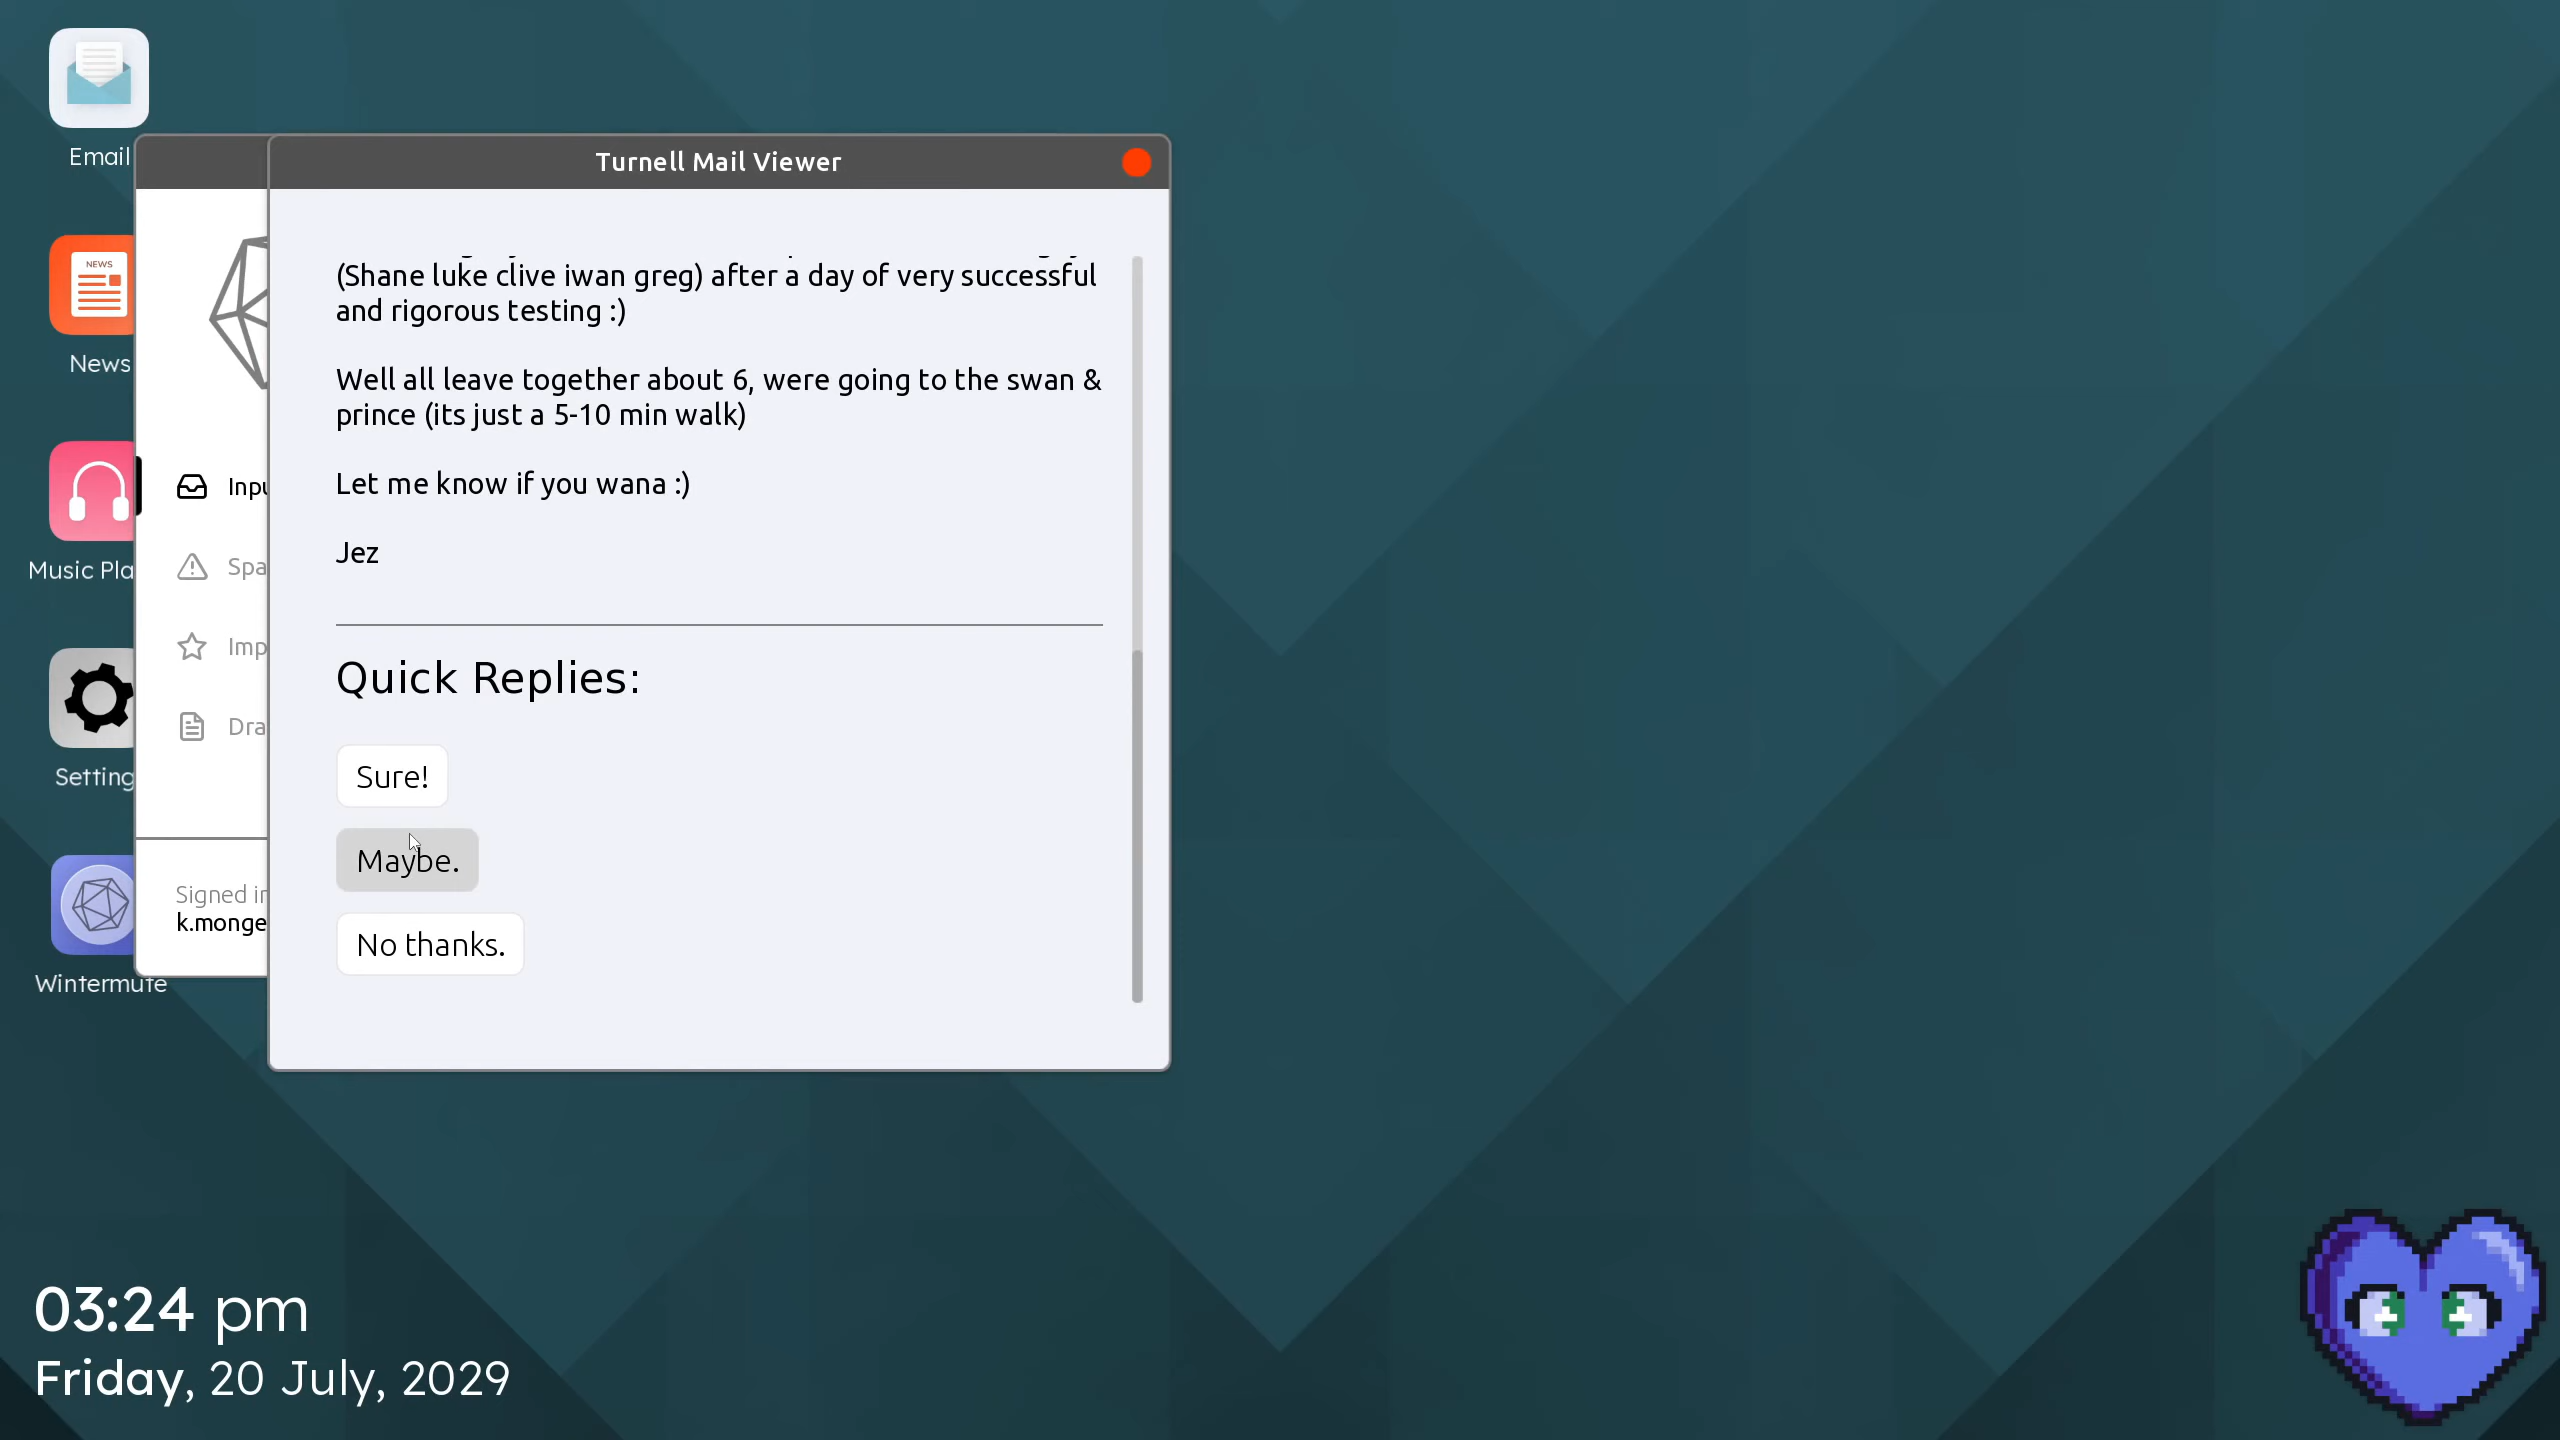 Email
News
NEWS
Music Pla
Setting
Wintermute
Turnell Mail Viewer
Inpu
Spa
Imp
Dra
Signed in
k.monge
(Shane luke clive iwan greg) after a day of very successful
and rigorous testing :)
Well all leave together about 6, were going to the swan &
prince (its just a 5-10 min walk)
Let me know if you wana :)
Jez
Quick Replies:
Sure!
Maybe.
No thanks.
03:24 pm
Friday, 20 July, 2029